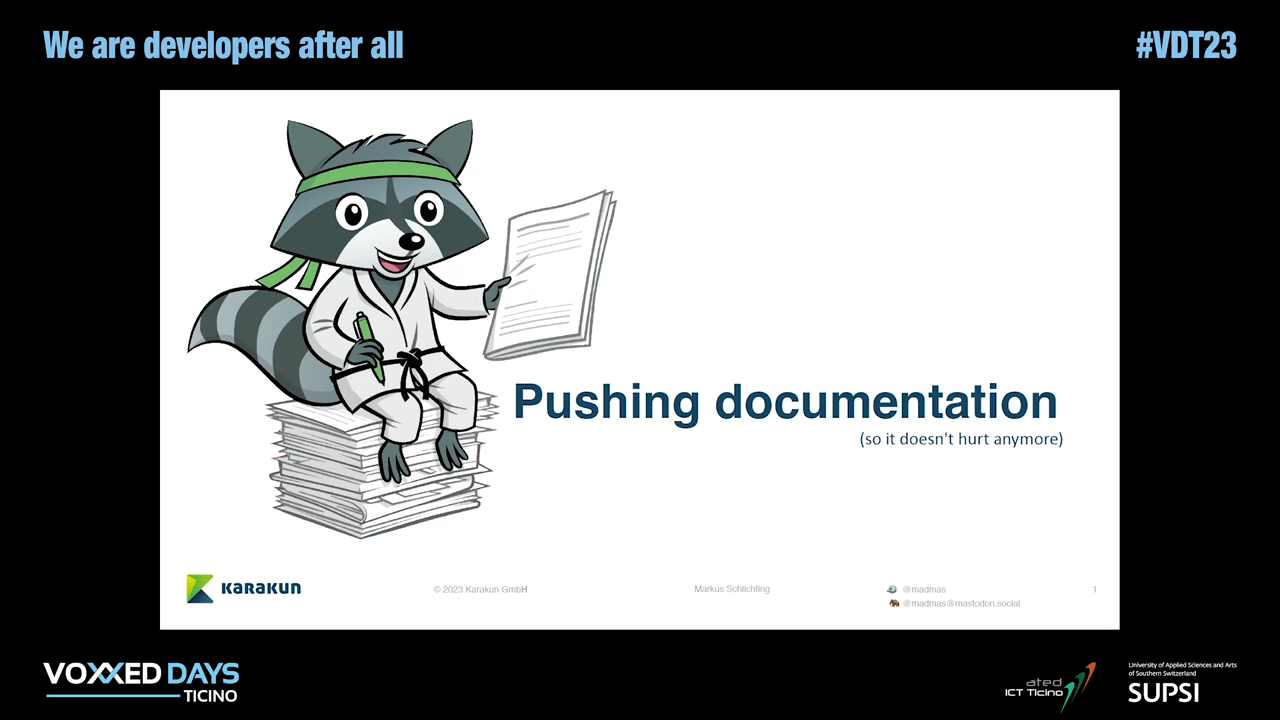 We are developers after all
#VDT23
Pushing documentation
(so it doesn't hurt anymore)
KARAKUN
© 2023 Karakun GmbH
Markus Schlichting
@madmas
@madmas@mastodon.social
1
VOXXED DAYS
TICINO
ated
ICT Ticino
University of Applied Sciences and Arts
of Southern Switzerland
SUPSI